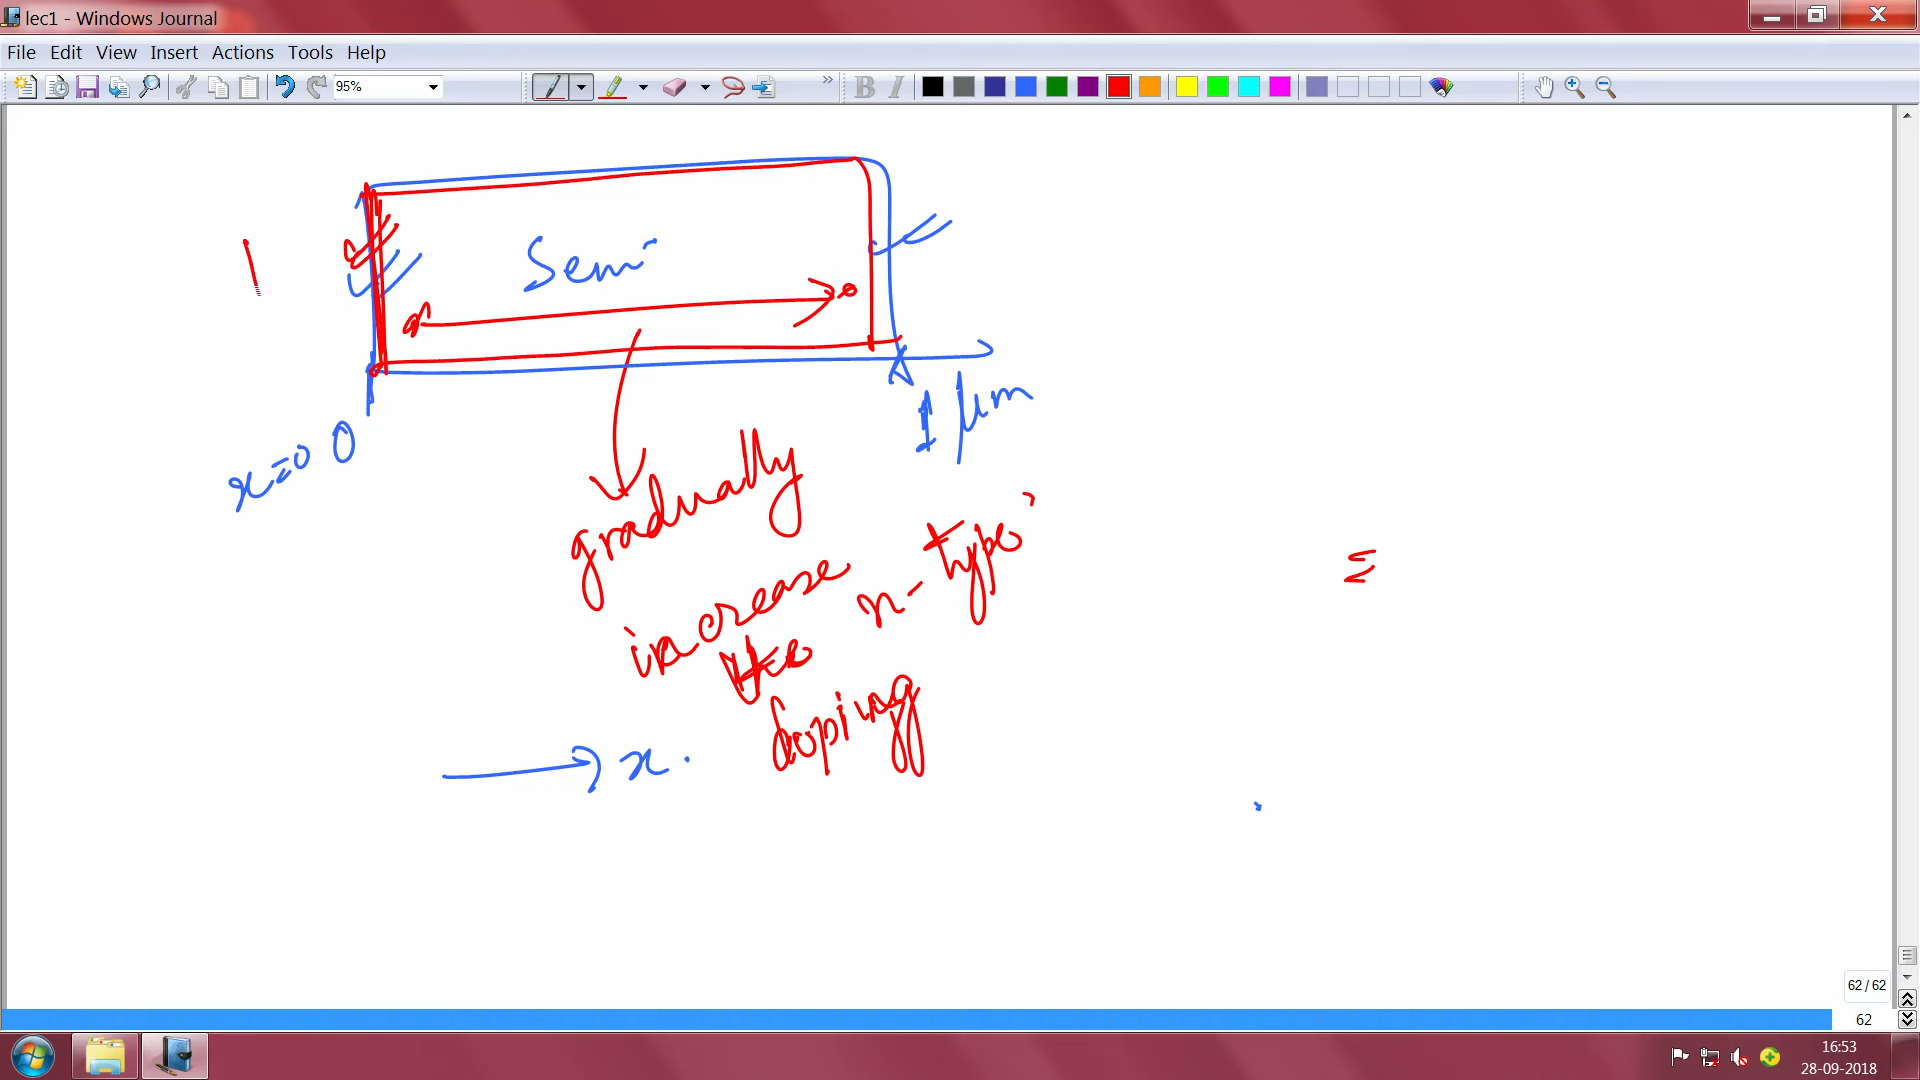 lec1 - Windows Journal
File Edit View Insert Actions Tools Help
95%
B I
Semi
x=0 0
1 μm
gradually
increase
the
n-type
doping
x
62 / 62
62
16:53
28-09-2018